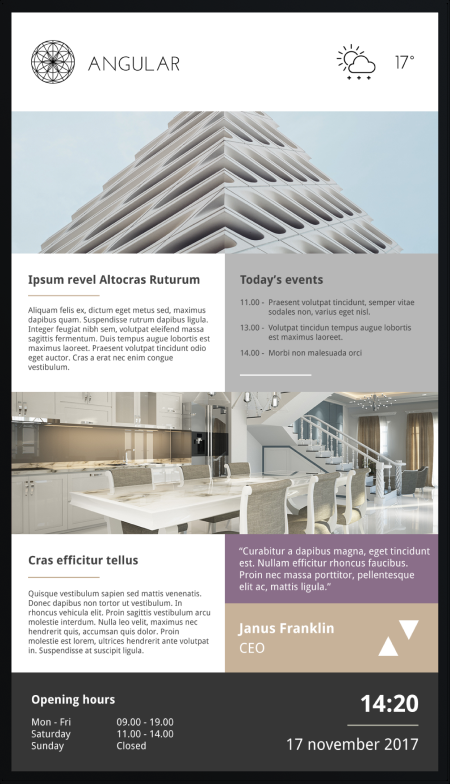 ANGULAR
17°
Ipsum revel Altocras Ruturum
Aliquam felis ex, dictum eget metus sed, maximus
dapibus quam. Suspendisse rutrum dapibus ligula.
Integer feugiat nibh sem, volutpat eleifend massa
sagittis fermentum. Duis tempus augue lobortis est
maximus laoreet. Praesent volutpat tincidunt odio
eget auctor. Cras a erat nec enim congue
vestibulum.
Today's events
11.00 - Praesent volutpat tincidunt, semper vitae
sodales non, varius eget nisl.
13.00 - Volutpat tincidun tempus augue lobortis
est maximus laoreet.
14.00 - Morbi non malesuada orci
Cras efficitur tellus
Quisque vestibulum sapien sed mattis venenatis.
Donec dapibus non tortor ut vestibulum. In
rhoncus vehicula elit. Proin sagittis vestibulum arcu
molestie interdum. Nulla leo velit, maximus nec
hendrerit quis, accumsan quis dolor. Proin
molestie est lorem, ultrices hendrerit ante volutpat
in. Suspendisse at suscipit ligula.
“Curabitur a dapibus magna, eget tincidunt
est. Nullam efficitur rhoncus faucibus.
Proin nec massa porttitor, pellentesque
elit ac, mattis ligula.”
Janus Franklin
CEO
Opening hours
Mon - Fri 09.00 - 19.00
Saturday 11.00 - 14.00
Sunday Closed
14:20
17 november 2017